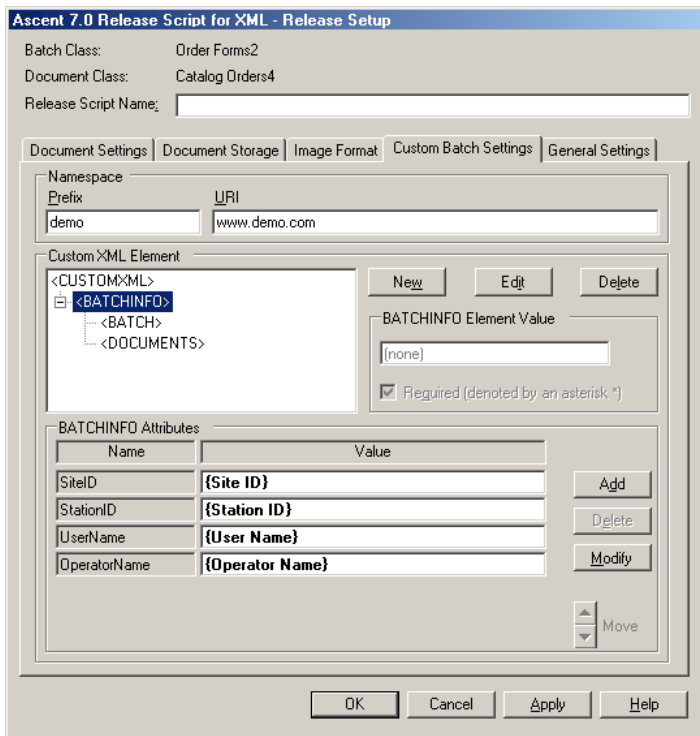 Ascent 7.0 Release Script for XML - Release Setup
Batch Class: Order Forms2
Document Class: Catalog Orders4
Release Script Name:
Document Settings Document Storage Image Format Custom Batch Settings General Settings
Namespace
Prefix URI
demo www.demo.com
Custom XML Element
<CUSTOMXML>
<BATCHINFO>
<BATCH>
<DOCUMENTS>
New Edit Delete
BATCHINFO Element Value
(none)
Required (denoted by an asterisk *)
BATCHINFO Attributes
Name Value
SiteID {Site ID}
StationID {Station ID}
UserName {User Name}
OperatorName {Operator Name}
Add
Delete
Modify
Move
OK Cancel Apply Help